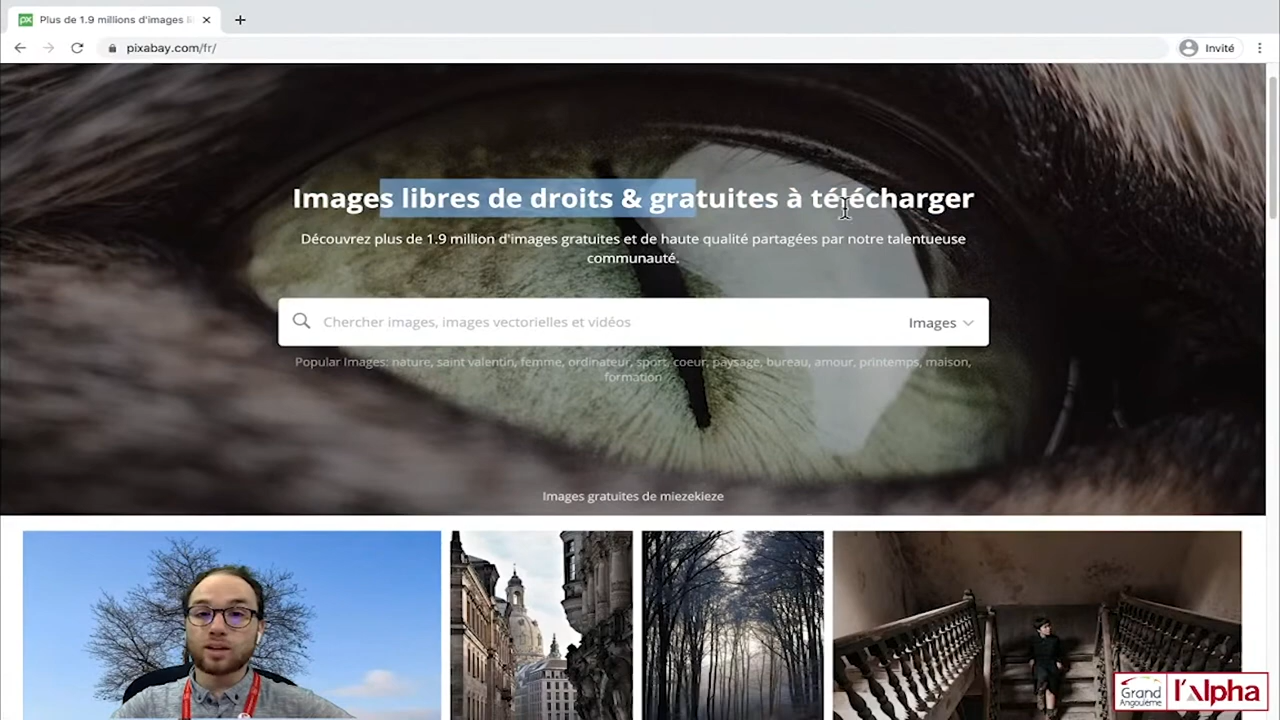 Plus de 1.9 millions d'images li
pixabay.com/fr/
Invité
Images libres de droits & gratuites à télécharger
Découvrez plus de 1.9 million d'images gratuites et de haute qualité partagées par notre talentueuse
communauté.
Chercher images, images vectorielles et vidéos
Images
Popular Images: nature, saint valentin, femme, ordinateur, sport, coeur, paysage, bureau, amour, printemps, maison,
formation
Images gratuites de miezekieze
Grand
Angoulême
l'Alpha